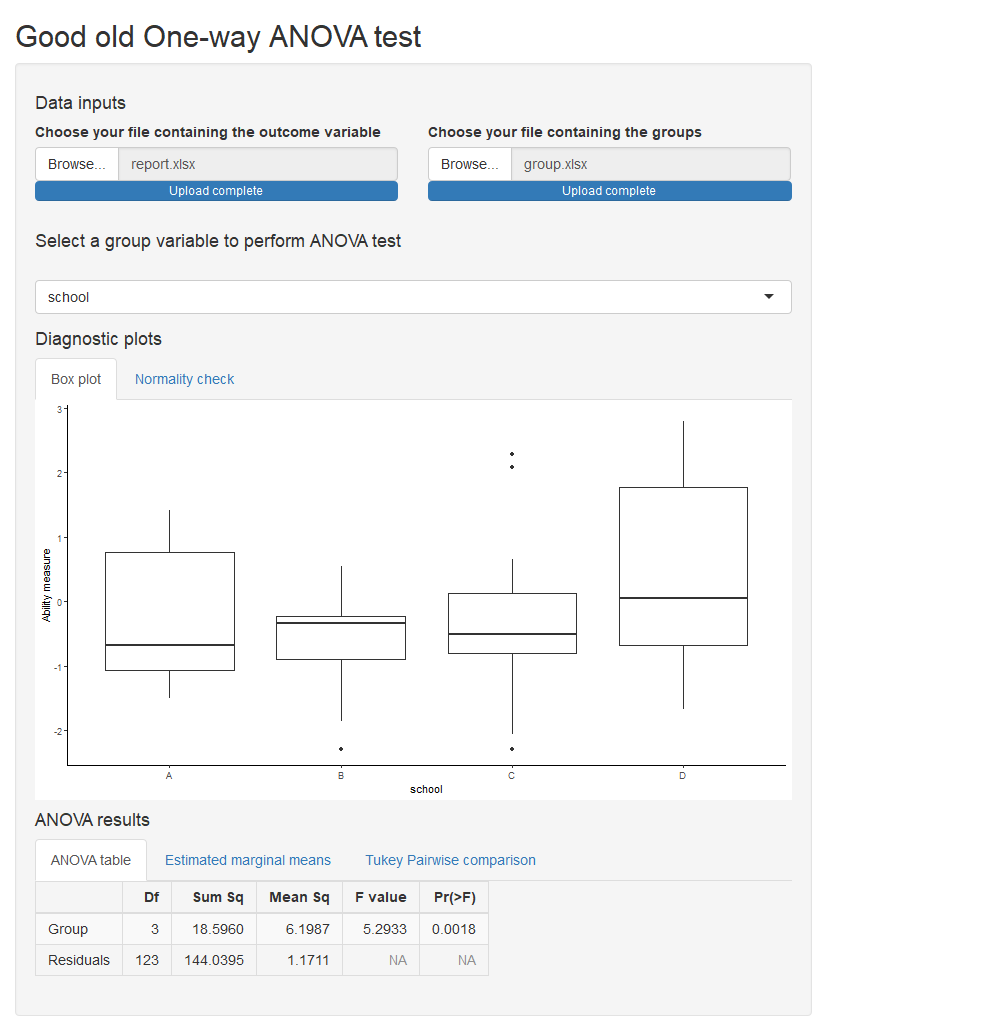 Good old One-way ANOVA test
Data inputs
Choose your file containing the outcome variable
Choose your file containing the groups
Browse... report.xlsx
Browse... group.xlsx
Upload complete
Upload complete
Select a group variable to perform ANOVA test
school
Diagnostic plots
Box plot Normality check
3
2
1
0
-1
-2
Ability measure
A B C D
school
ANOVA results
ANOVA table Estimated marginal means Tukey Pairwise comparison
Df Sum Sq Mean Sq F value Pr(>F)
Group 3 18.5960 6.1987 5.2933 0.0018
Residuals 123 144.0395 1.1711 NA NA